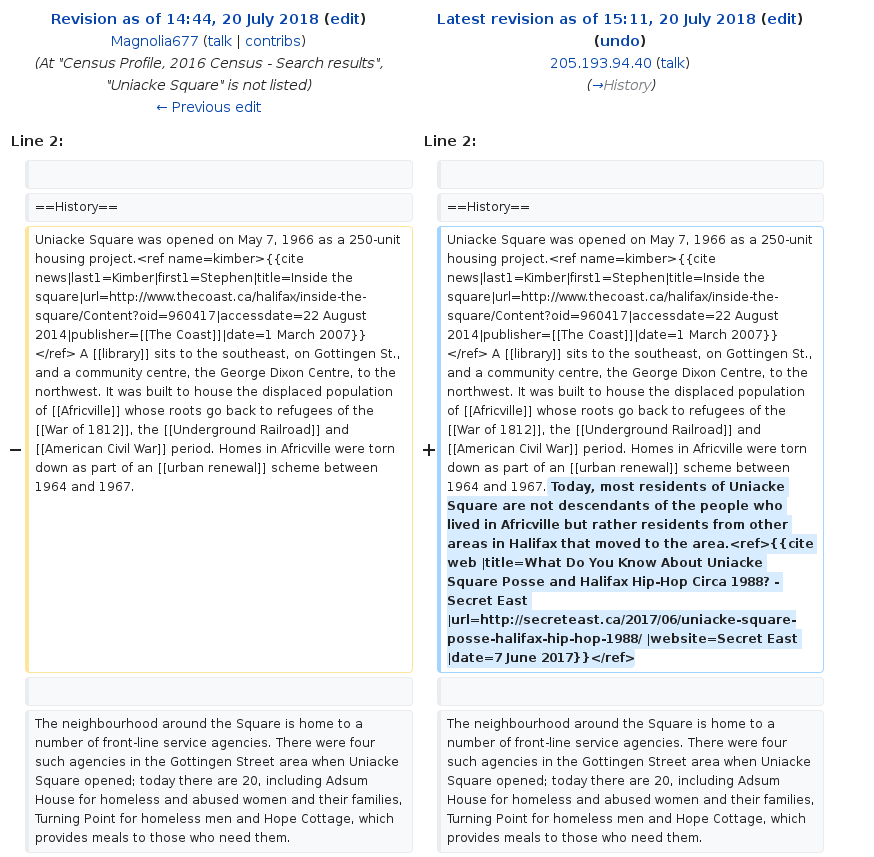 Revision as of 14:44, 20 July 2018 (edit)
Magnolia677 (talk | contribs)
(At "Census Profile, 2016 Census - Search results",
"Uniacke Square" is not listed)
← Previous edit
Latest revision as of 15:11, 20 July 2018 (edit)
(undo)
205.193.94.40 (talk)
(→History)
Line 2:
Line 2:
==History==
==History==
−
Uniacke Square was opened on May 7, 1966 as a 250-unit
housing project.<ref name=kimber>{{cite
news|last1=Kimber|first1=Stephen|title=Inside the
square|url=http://www.thecoast.ca/halifax/inside-the-
square/Content?oid=960417|accessdate=22 August
2014|publisher=[[The Coast]]|date=1 March 2007}}
</ref> A [[library]] sits to the southeast, on Gottingen St.,
and a community centre, the George Dixon Centre, to the
northwest. It was built to house the displaced population
of [[Africville]] whose roots go back to refugees of the
[[War of 1812]], the [[Underground Railroad]] and
[[American Civil War]] period. Homes in Africville were torn
down as part of an [[urban renewal]] scheme between
1964 and 1967.
+
Uniacke Square was opened on May 7, 1966 as a 250-unit
housing project.<ref name=kimber>{{cite
news|last1=Kimber|first1=Stephen|title=Inside the
square|url=http://www.thecoast.ca/halifax/inside-the-
square/Content?oid=960417|accessdate=22 August
2014|publisher=[[The Coast]]|date=1 March 2007}}
</ref> A [[library]] sits to the southeast, on Gottingen St.,
and a community centre, the George Dixon Centre, to the
northwest. It was built to house the displaced population
of [[Africville]] whose roots go back to refugees of the
[[War of 1812]], the [[Underground Railroad]] and
[[American Civil War]] period. Homes in Africville were torn
down as part of an [[urban renewal]] scheme between
1964 and 1967. Today, most residents of Uniacke
Square are not descendants of the people who
lived in Africville but rather residents from other
areas in Halifax that moved to the area.<ref>{{cite
web |title=What Do You Know About Uniacke
Square Posse and Halifax Hip-Hop Circa 1988? -
Secret East
|url=http://secreteast.ca/2017/06/uniacke-square-
posse-halifax-hip-hop-1988/ |website=Secret East
|date=7 June 2017}}</ref>
The neighbourhood around the Square is home to a
number of front-line service agencies. There were four
such agencies in the Gottingen Street area when Uniacke
Square opened; today there are 20, including Adsum
House for homeless and abused women and their families,
Turning Point for homeless men and Hope Cottage, which
provides meals to those who need them.
The neighbourhood around the Square is home to a
number of front-line service agencies. There were four
such agencies in the Gottingen Street area when Uniacke
Square opened; today there are 20, including Adsum
House for homeless and abused women and their families,
Turning Point for homeless men and Hope Cottage, which
provides meals to those who need them.